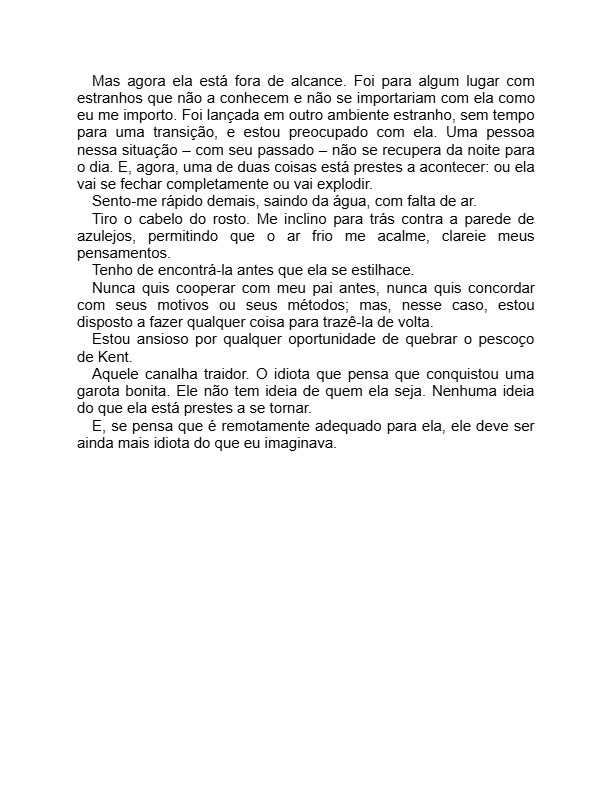 Mas agora ela está fora de alcance. Foi para algum lugar com
estranhos que não a conhecem e não se importariam com ela como
eu me importo. Foi lançada em outro ambiente estranho, sem tempo
para uma transição, e estou preocupado com ela. Uma pessoa
nessa situação – com seu passado – não se recupera da noite para
o dia. E, agora, uma de duas coisas está prestes a acontecer: ou ela
vai se fechar completamente ou vai explodir.
Sento-me rápido demais, saindo da água, com falta de ar.
Tiro o cabelo do rosto. Me inclino para trás contra a parede de
azulejos, permitindo que o ar frio me acalme, clareie meus
pensamentos.
Tenho de encontrá-la antes que ela se estilhace.
Nunca quis cooperar com meu pai antes, nunca quis concordar
com seus motivos ou seus métodos; mas, nesse caso, estou
disposto a fazer qualquer coisa para trazê-la de volta.
Estou ansioso por qualquer oportunidade de quebrar o pescoço
de Kent.
Aquele canalha traidor. O idiota que pensa que conquistou uma
garota bonita. Ele não tem ideia de quem ela seja. Nenhuma ideia
do que ela está prestes a se tornar.
E, se pensa que é remotamente adequado para ela, ele deve ser
ainda mais idiota do que eu imaginava.